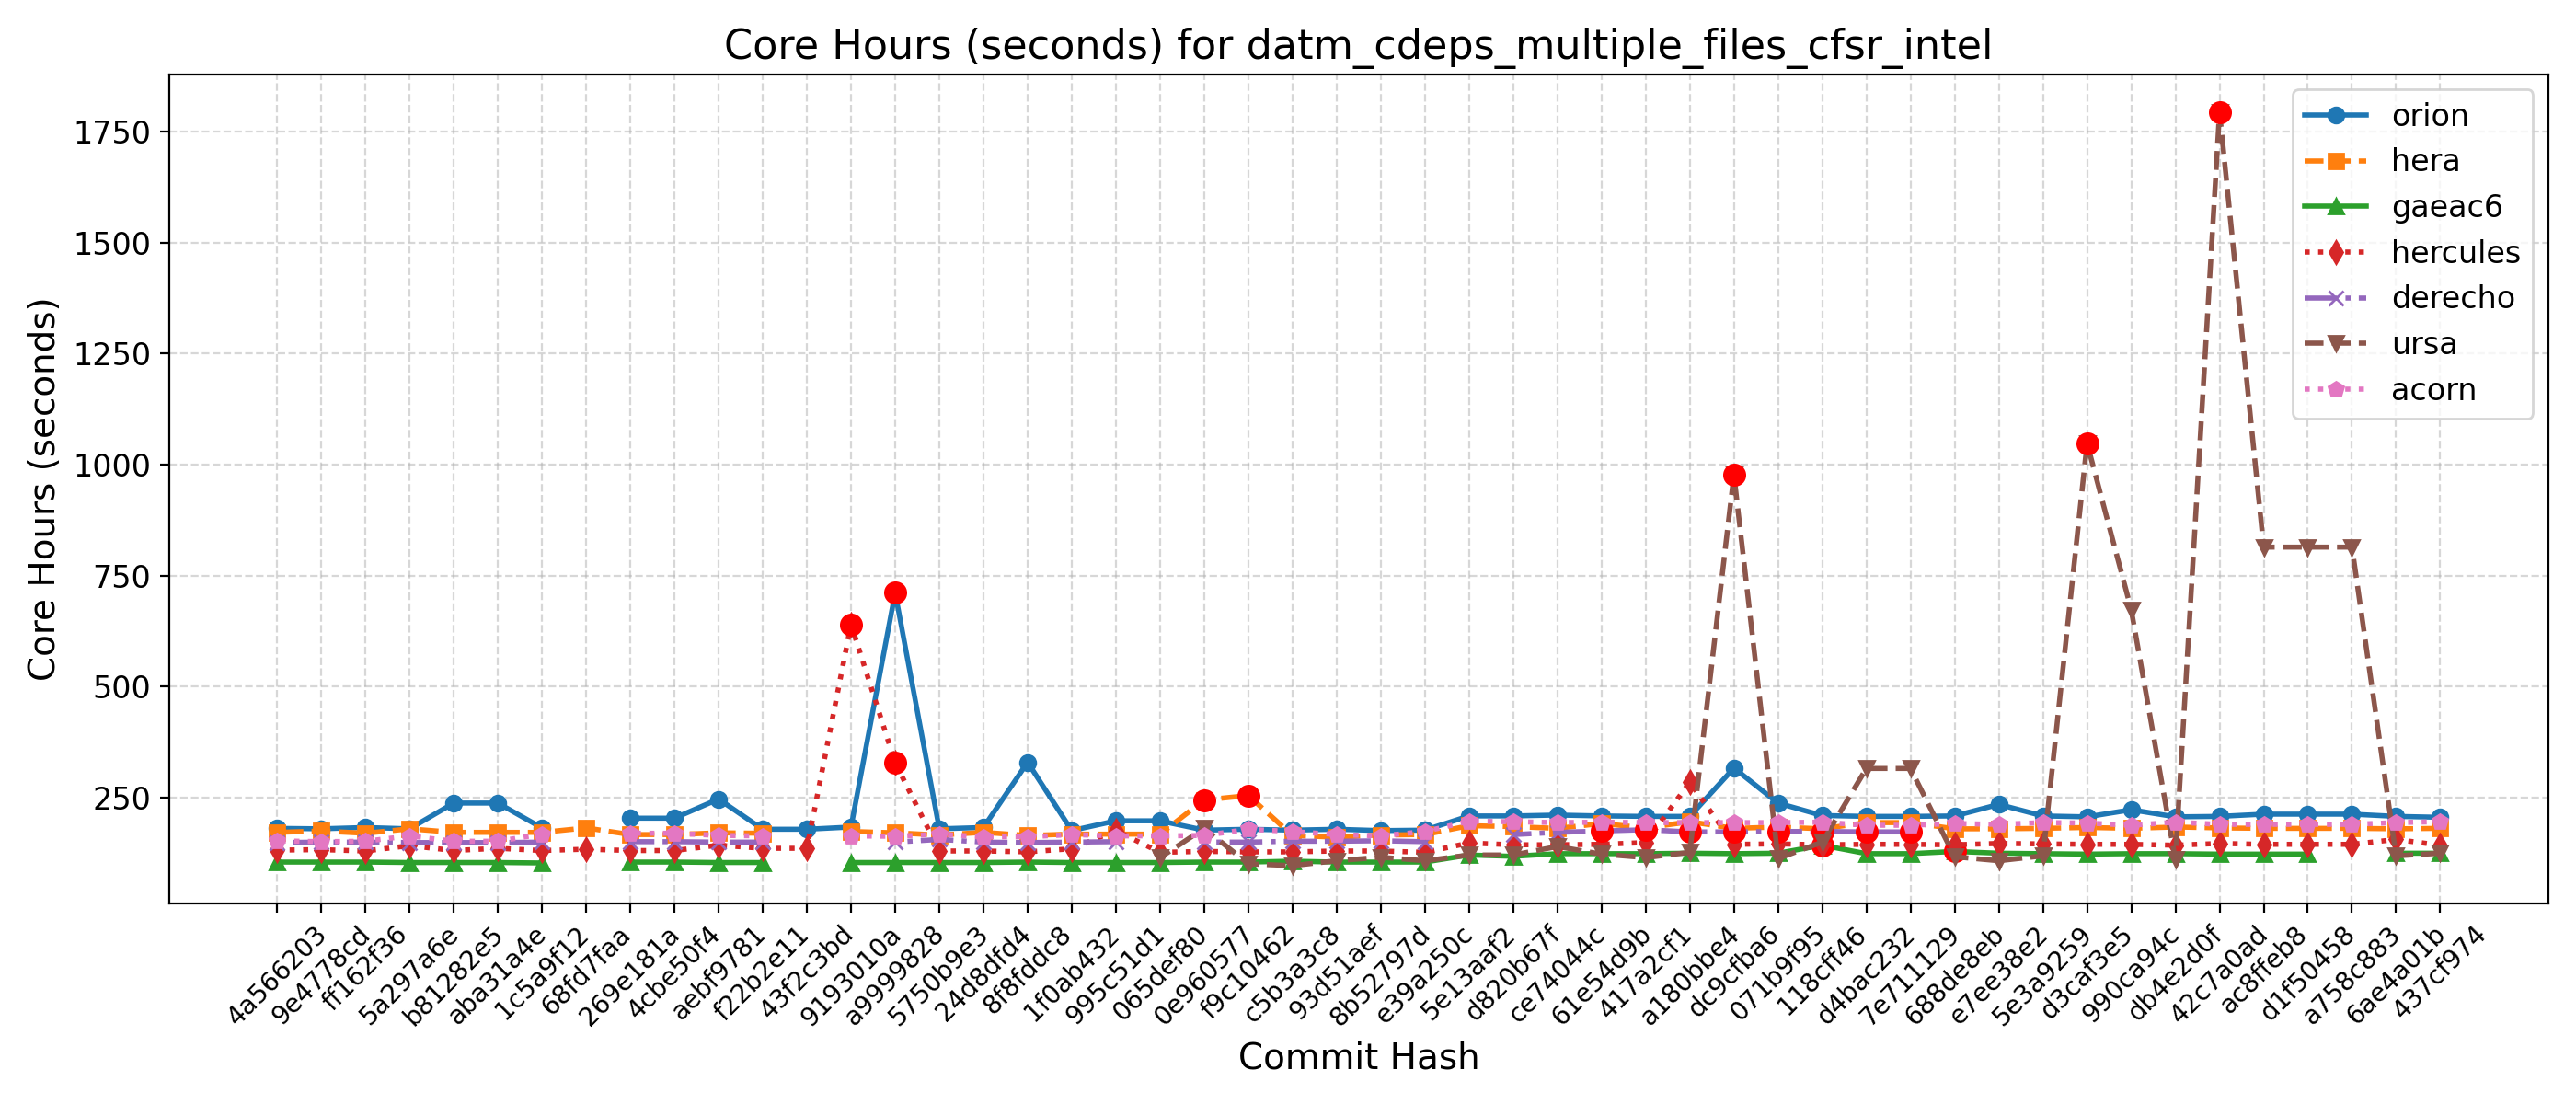 Core Hours (seconds) for datm_cdeps_multiple_files_cfsr_intel
Core Hours (seconds)
1750
1500
1250
1000
750
500
250
orion
hera
gaeac6
hercules
derecho
ursa
acorn
4a566203
9e4778cd
ff162f36
5a297a6e
b81282e5
aba31a4e
1c5a9f12
68fd7faa
269e181a
4cbe50f4
aebf9781
f22b2e11
43f2c3bd
9193010a
a9999828
5750b9e3
24d8dfd4
8f8fddc8
1f0ab432
995c51d1
065def80
0e960577
f9c10462
c5b3a3c8
93d51aef
8b52797d
e39a250c
5e13aaf2
d820b67f
ce74044c
61e54d9b
417a2cf1
a180bbe4
dc9cfba6
071b9f95
118cff46
d4bac232
7e711129
688de8eb
e7ee38e2
5e3a9259
d3caf3e5
990ca94c
db4e2d0f
42c7a0ad
ac8ffeb8
d1f50458
a758c883
6ae4a01b
437cf974
Commit Hash